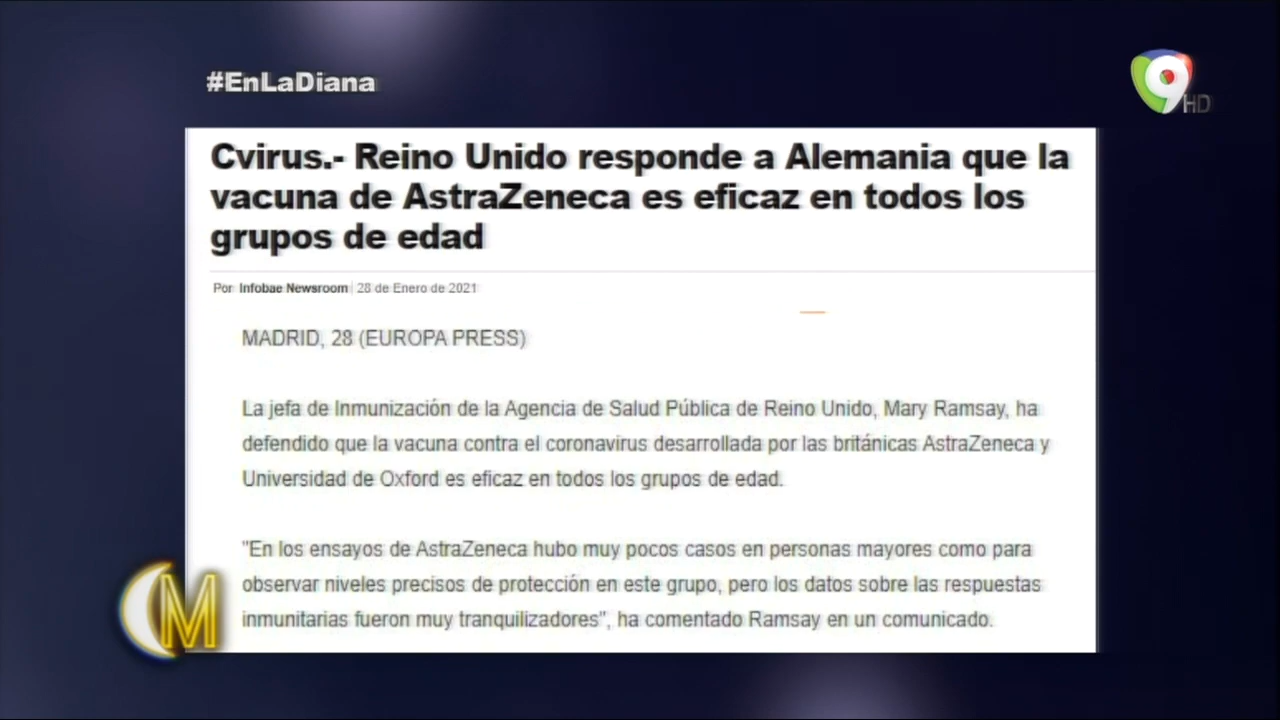 #EnLaDiana
9
HD
Cvirus.- Reino Unido responde a Alemania que la
vacuna de AstraZeneca es eficaz en todos los
grupos de edad
Por Infobae Newsroom | 28 de Enero de 2021
MADRID, 28 (EUROPA PRESS)
La jefa de Inmunización de la Agencia de Salud Pública de Reino Unido, Mary Ramsay, ha
defendido que la vacuna contra el coronavirus desarrollada por las británicas AstraZeneca y
Universidad de Oxford es eficaz en todos los grupos de edad.
"En los ensayos de AstraZeneca hubo muy pocos casos en personas mayores como para
observar niveles precisos de protección en este grupo, pero los datos sobre las respuestas
inmunitarias fueron muy tranquilizadores", ha comentado Ramsay en un comunicado.
M